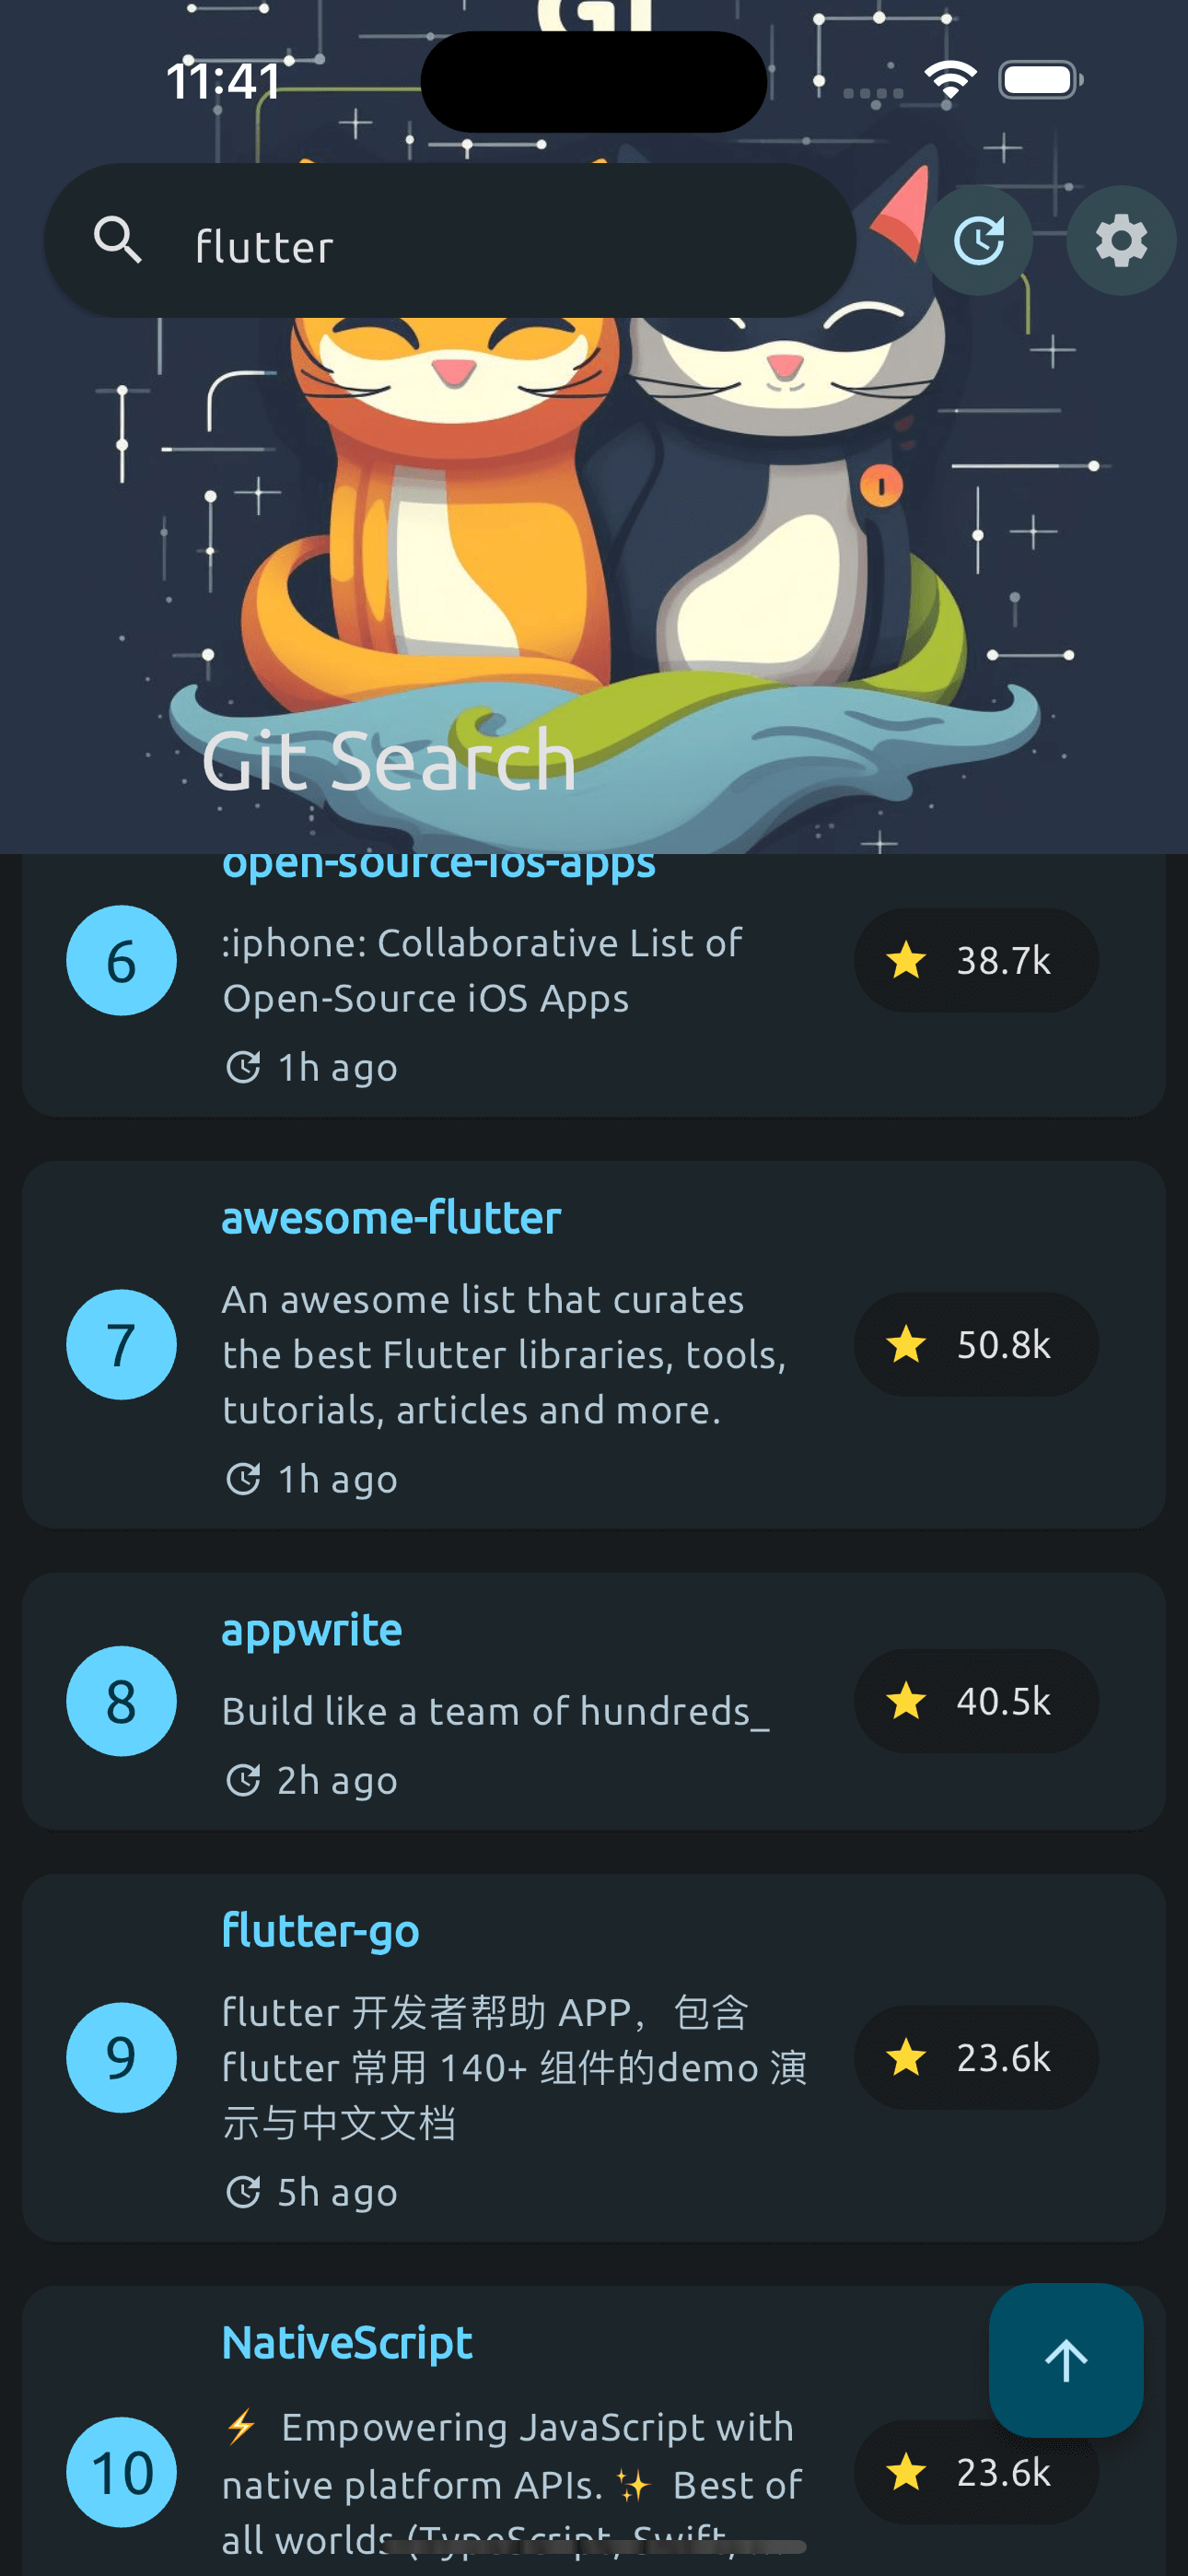 11:41
flutter
Git Search
open-source-ios-apps
6
:iphone: Collaborative List of
Open-Source iOS Apps
38.7k
1h ago
awesome-flutter
7
An awesome list that curates
the best Flutter libraries, tools,
tutorials, articles and more.
50.8k
1h ago
appwrite
8
Build like a team of hundreds_
40.5k
2h ago
flutter-go
9
flutter 开发者帮助 APP，包含
flutter 常用 140+ 组件的demo 演
示与中文文档
23.6k
5h ago
NativeScript
10
⚡ Empowering JavaScript with
native platform APIs. ✨ Best of
all worlds (TypeScript, Swift,
23.6k